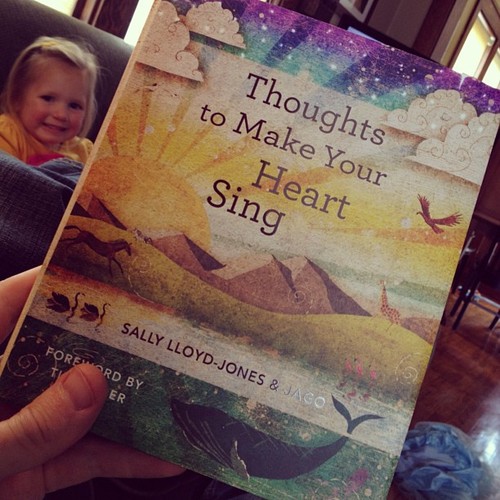 Thoughts
to Make Your
Heart
Sing
SALLY LLOYD-JONES & JAGO
FOREWORD BY